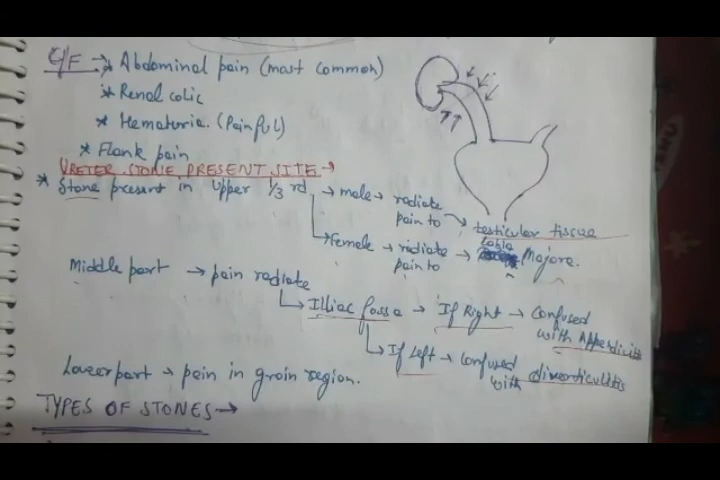 C/F → * Abdominal pain (most common)
* Renal colic
* Hematuria. (Painful)
* Flank pain
URETER STONE PRESENT SITE →
* Stone present in Upper 1/3 rd → male → radiate pain to → testicular tissue
→ Female → radiate pain to → labia Majora.
Middle part → pain radiate
→ Illiac fossa → If Right → Confused with Appendicitis
→ If Left → Confused with diverticulitis
Lower part → pain in groin region.
TYPES OF STONES →